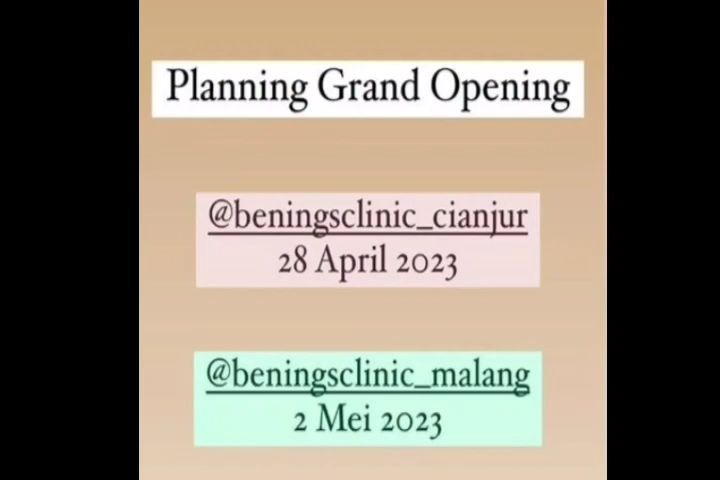 Planning Grand Opening
@beningsclinic_cianjur
28 April 2023
@beningsclinic_malang
2 Mei 2023